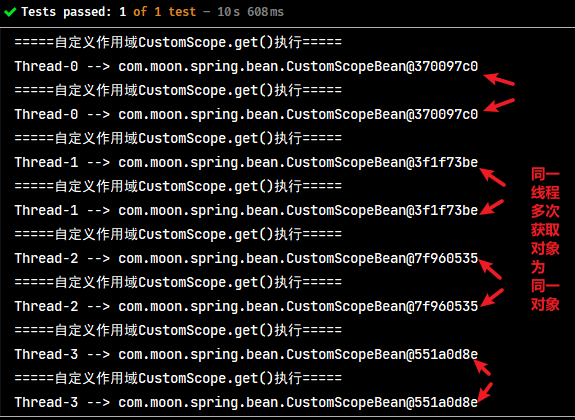 Tests passed: 1 of 1 test – 10 s 608 ms
=====自定义作用域CustomScope.get()执行=====
Thread-0 --> com.moon.spring.bean.CustomScopeBean@370097c0
=====自定义作用域CustomScope.get()执行=====
Thread-0 --> com.moon.spring.bean.CustomScopeBean@370097c0
=====自定义作用域CustomScope.get()执行=====
Thread-1 --> com.moon.spring.bean.CustomScopeBean@3f1f73be
=====自定义作用域CustomScope.get()执行=====
Thread-1 --> com.moon.spring.bean.CustomScopeBean@3f1f73be
=====自定义作用域CustomScope.get()执行=====
Thread-2 --> com.moon.spring.bean.CustomScopeBean@7f960535
=====自定义作用域CustomScope.get()执行=====
Thread-2 --> com.moon.spring.bean.CustomScopeBean@7f960535
=====自定义作用域CustomScope.get()执行=====
Thread-3 --> com.moon.spring.bean.CustomScopeBean@551a0d8e
=====自定义作用域CustomScope.get()执行=====
Thread-3 --> com.moon.spring.bean.CustomScopeBean@551a0d8e
同一
线程
多次
获取
对象
为
同一
对象